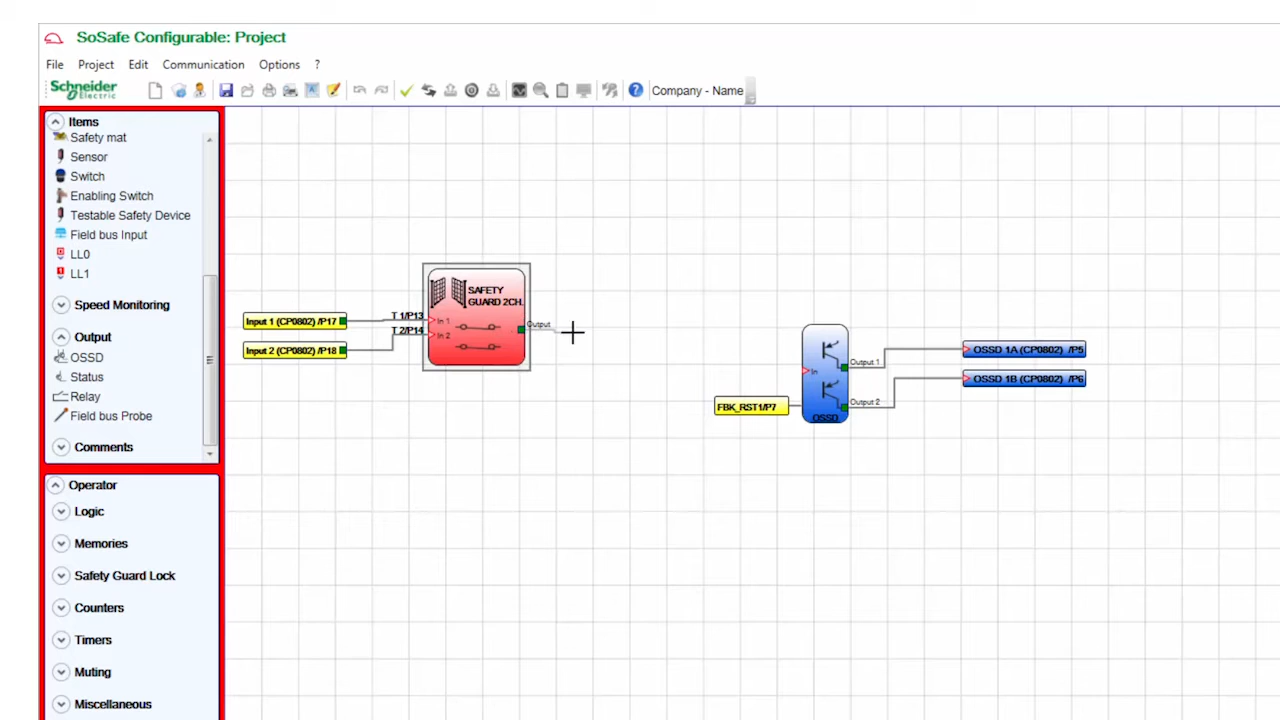 SoSafe Configurable: Project
File Project Edit Communication Options ?
Schneider Electric
Company - Name
Items
Safety mat
Sensor
Switch
Enabling Switch
Testable Safety Device
Field bus Input
LL0
LL1
Speed Monitoring
Output
OSSD
Status
Relay
Field bus Probe
Comments
Operator
Logic
Memories
Safety Guard Lock
Counters
Timers
Muting
Miscellaneous
Input 1 (CP0802) /P17
Input 2 (CP0802) /P18
T 1/P13
T 2/P14
SAFETY
GUARD 2CH.
In 1
In 2
Output
FBK_RST1/P7
In
Output 1
Output 2
OSSD
OSSD 1A (CP0802) /P5
OSSD 1B (CP0802) /P6